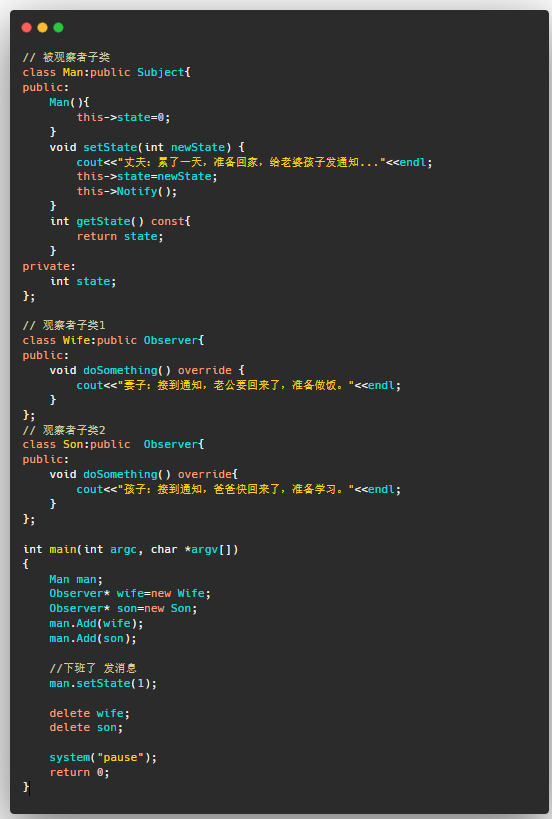 // 被观察者子类
class Man:public Subject{
public:
    Man(){
        this->state=0;
    }
    void setState(int newState) {
        cout<<"丈夫：累了一天，准备回家，给老婆孩子发通知..."<<endl;
        this->state=newState;
        this->Notify();
    }
    int getState() const{
        return state;
    }
private:
    int state;
};
// 观察者子类1
class Wife:public Observer{
public:
    void doSomething() override {
        cout<<"妻子：接到通知，老公要回来了，准备做饭。"<<endl;
    }
};
// 观察者子类2
class Son:public  Observer{
public:
    void doSomething() override{
        cout<<"孩子：接到通知，爸爸快回来了，准备学习。"<<endl;
    }
};
int main(int argc, char *argv[])
{
    Man man;
    Observer* wife=new Wife;
    Observer* son=new Son;
    man.Add(wife);
    man.Add(son);
    //下班了 发消息
    man.setState(1);
    delete wife;
    delete son;
    system("pause");
    return 0;
}